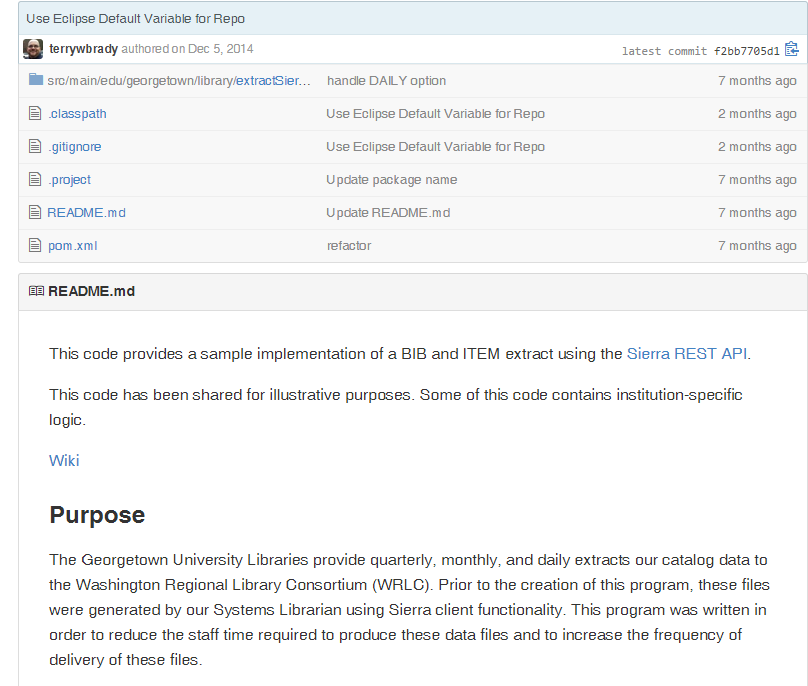 Use Eclipse Default Variable for Repo
terrywbrady authored on Dec 5, 2014 latest commit f2bb7705d1
src/main/edu/georgetown/library/extractSier... handle DAILY option 7 months ago
.classpath Use Eclipse Default Variable for Repo 2 months ago
.gitignore Use Eclipse Default Variable for Repo 2 months ago
.project Update package name 7 months ago
README.md Update README.md 7 months ago
pom.xml refactor 7 months ago
README.md
This code provides a sample implementation of a BIB and ITEM extract using the Sierra REST API.
This code has been shared for illustrative purposes. Some of this code contains institution-specific
logic.
Wiki
Purpose
The Georgetown University Libraries provide quarterly, monthly, and daily extracts our catalog data to
the Washington Regional Library Consortium (WRLC). Prior to the creation of this program, these files
were generated by our Systems Librarian using Sierra client functionality. This program was written in
order to reduce the staff time required to produce these data files and to increase the frequency of
delivery of these files.